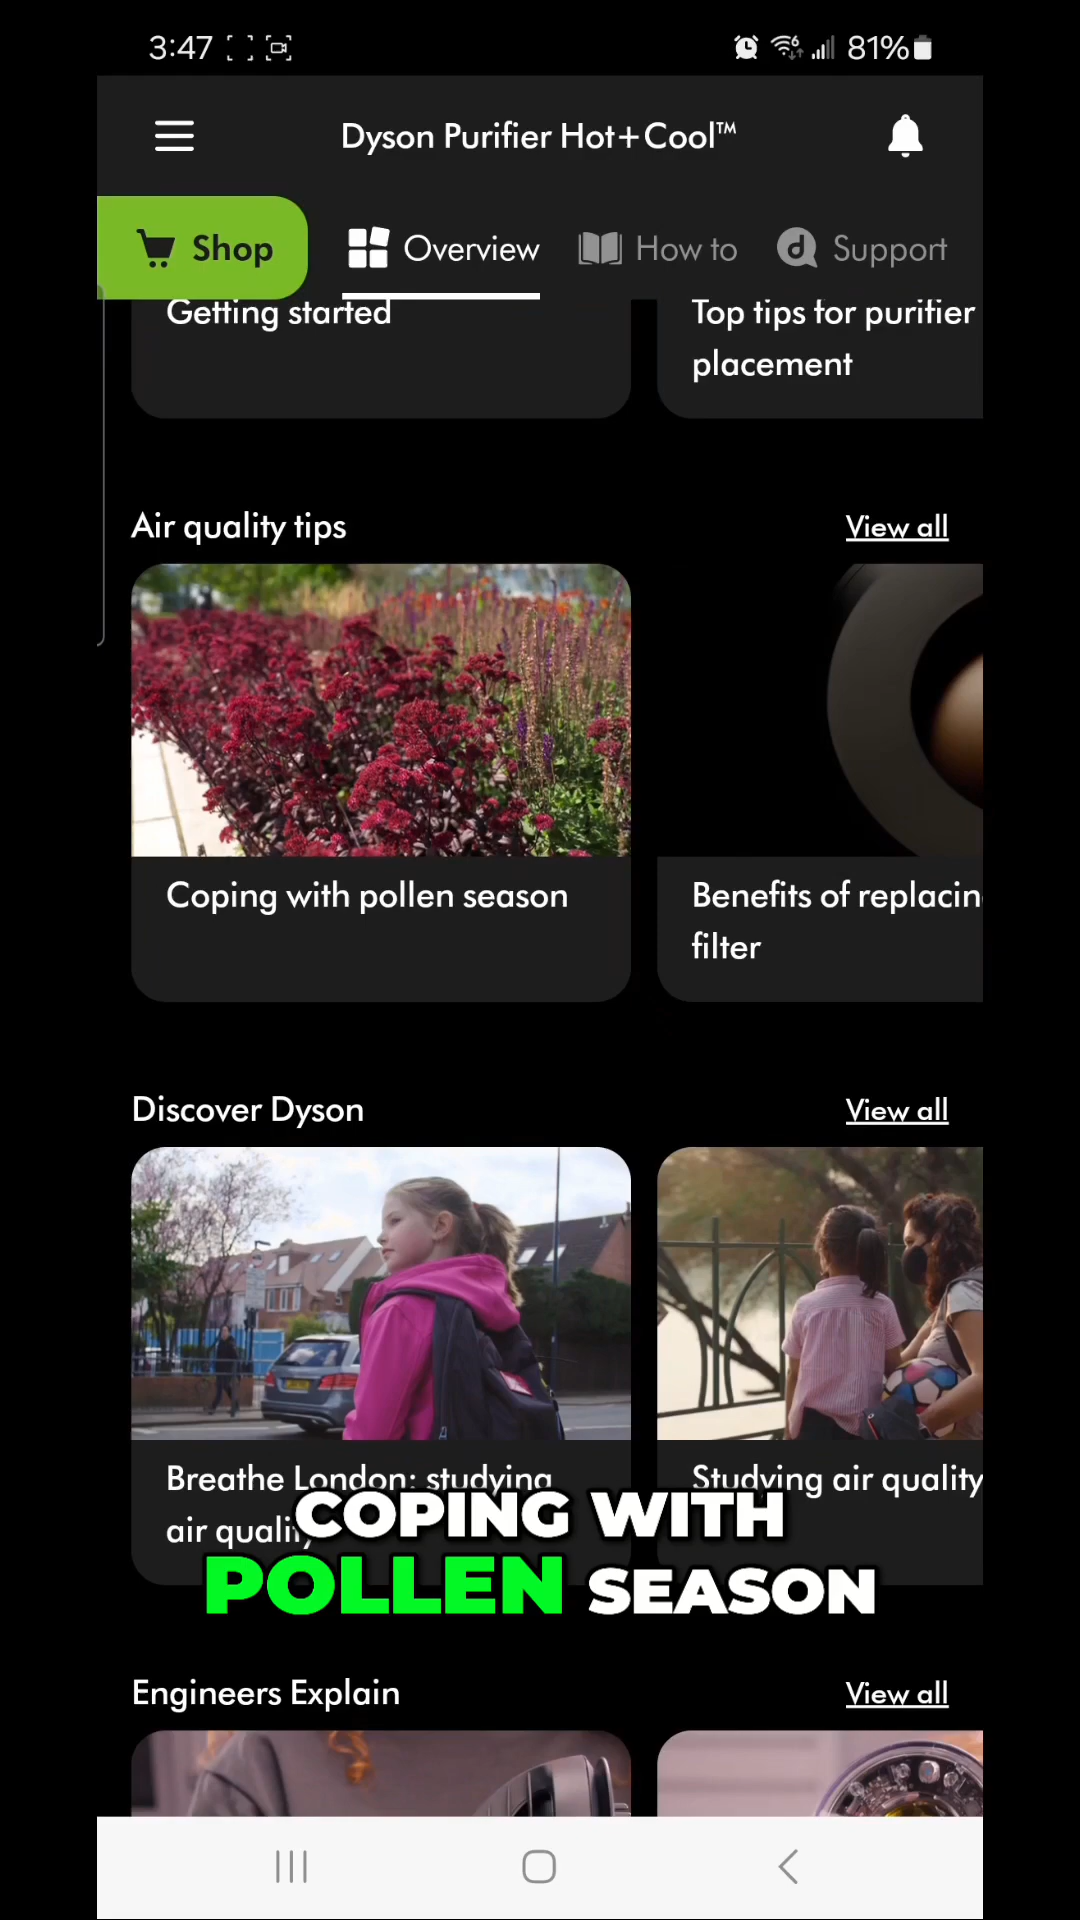 3:47
81%
Dyson Purifier Hot+Cool™
Shop
Overview
How to
Support
Getting started
Top tips for purifier
placement
Air quality tips
View all
Coping with pollen season
Benefits of replacin
filter
Discover Dyson
View all
Breathe London: studying
air quality
Studying air quality
COPING WITH
POLLEN SEASON
Engineers Explain
View all